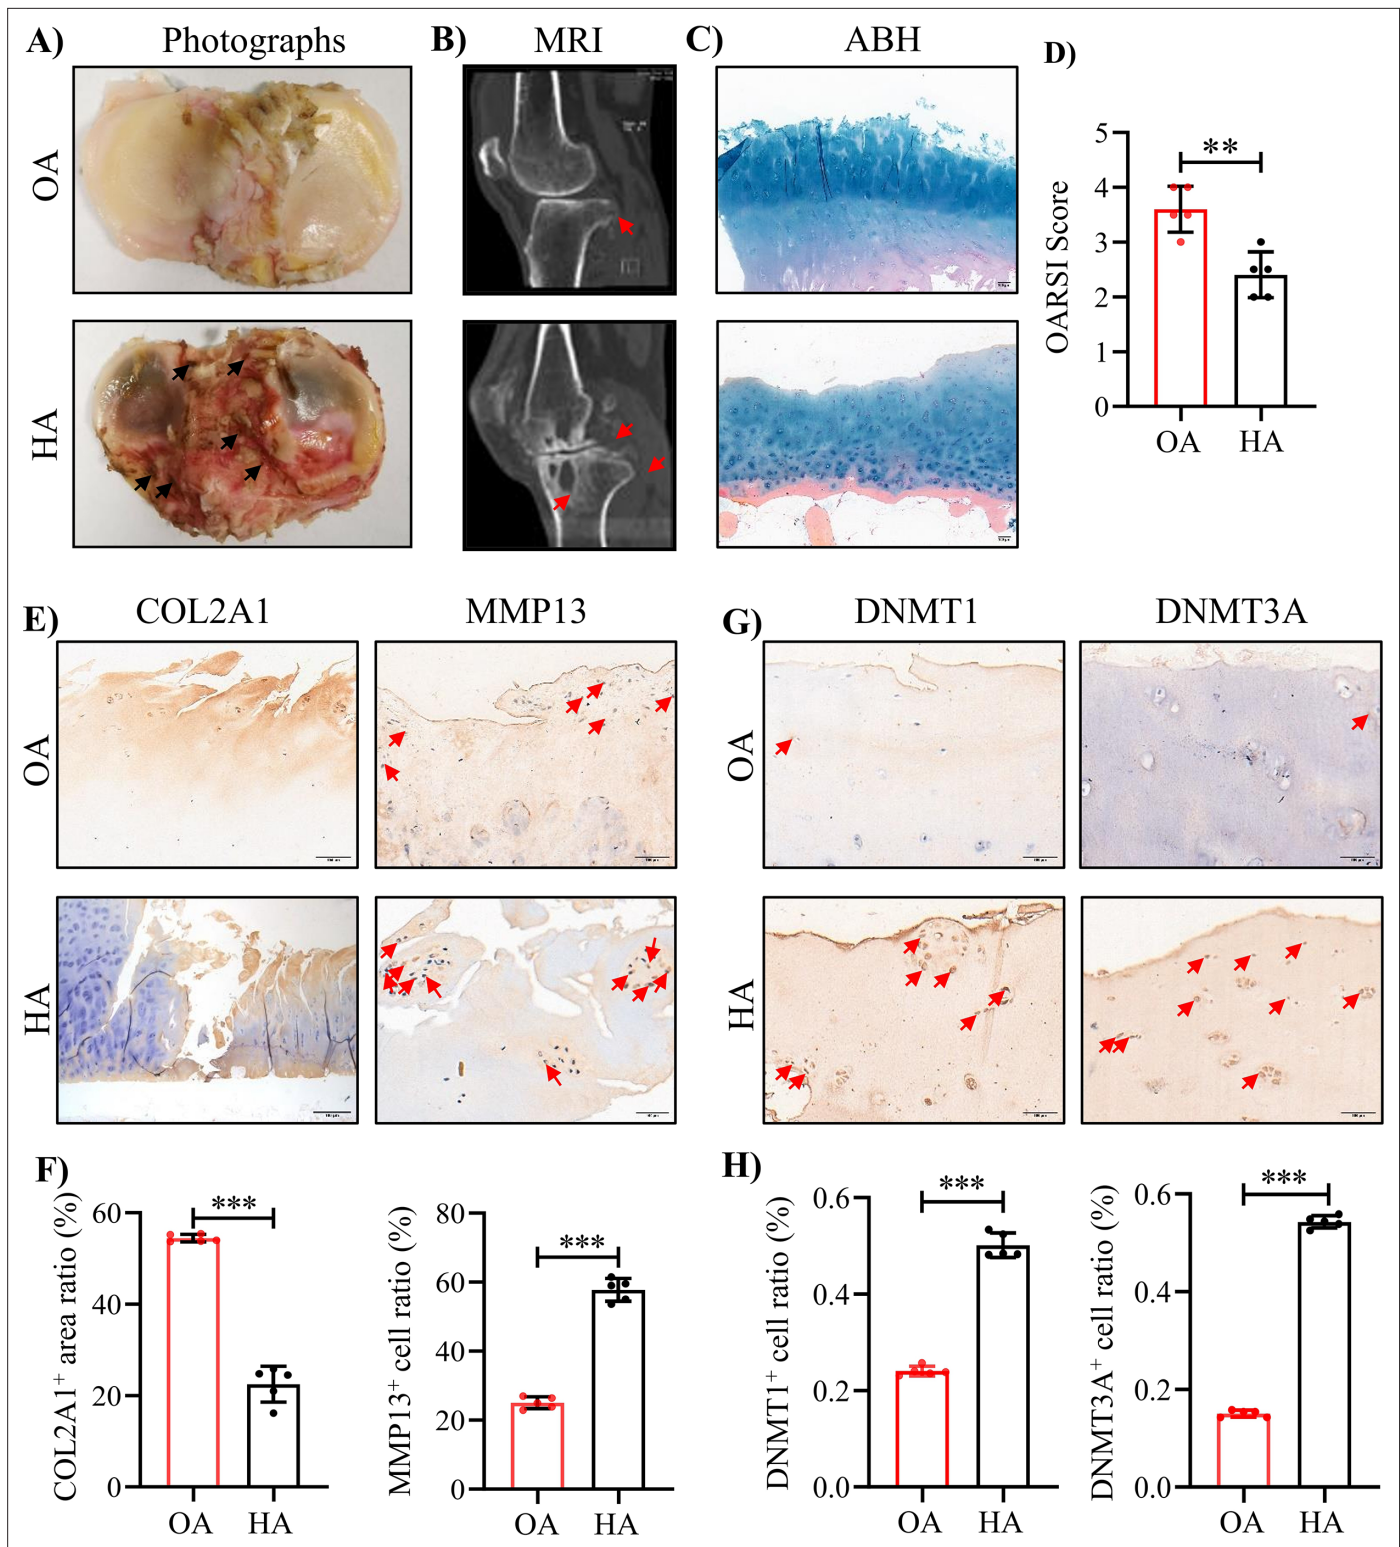 A) Photographs B) MRI C) ABH D)
OA
HA
OARSI Score
5
4
3
2
1
0
**
OA HA
E) COL2A1 MMP13 G) DNMT1 DNMT3A
OA
OA
HA
HA
F)
COL2A1+ area ratio (%)
60
40
20
0
***
OA HA
MMP13+ cell ratio (%)
80
60
40
20
0
***
OA HA
H)
DNMT1+ cell ratio (%)
0.6
0.4
0.2
0.0
***
OA HA
DNMT3A+ cell ratio (%)
0.6
0.4
0.2
0.0
***
OA HA